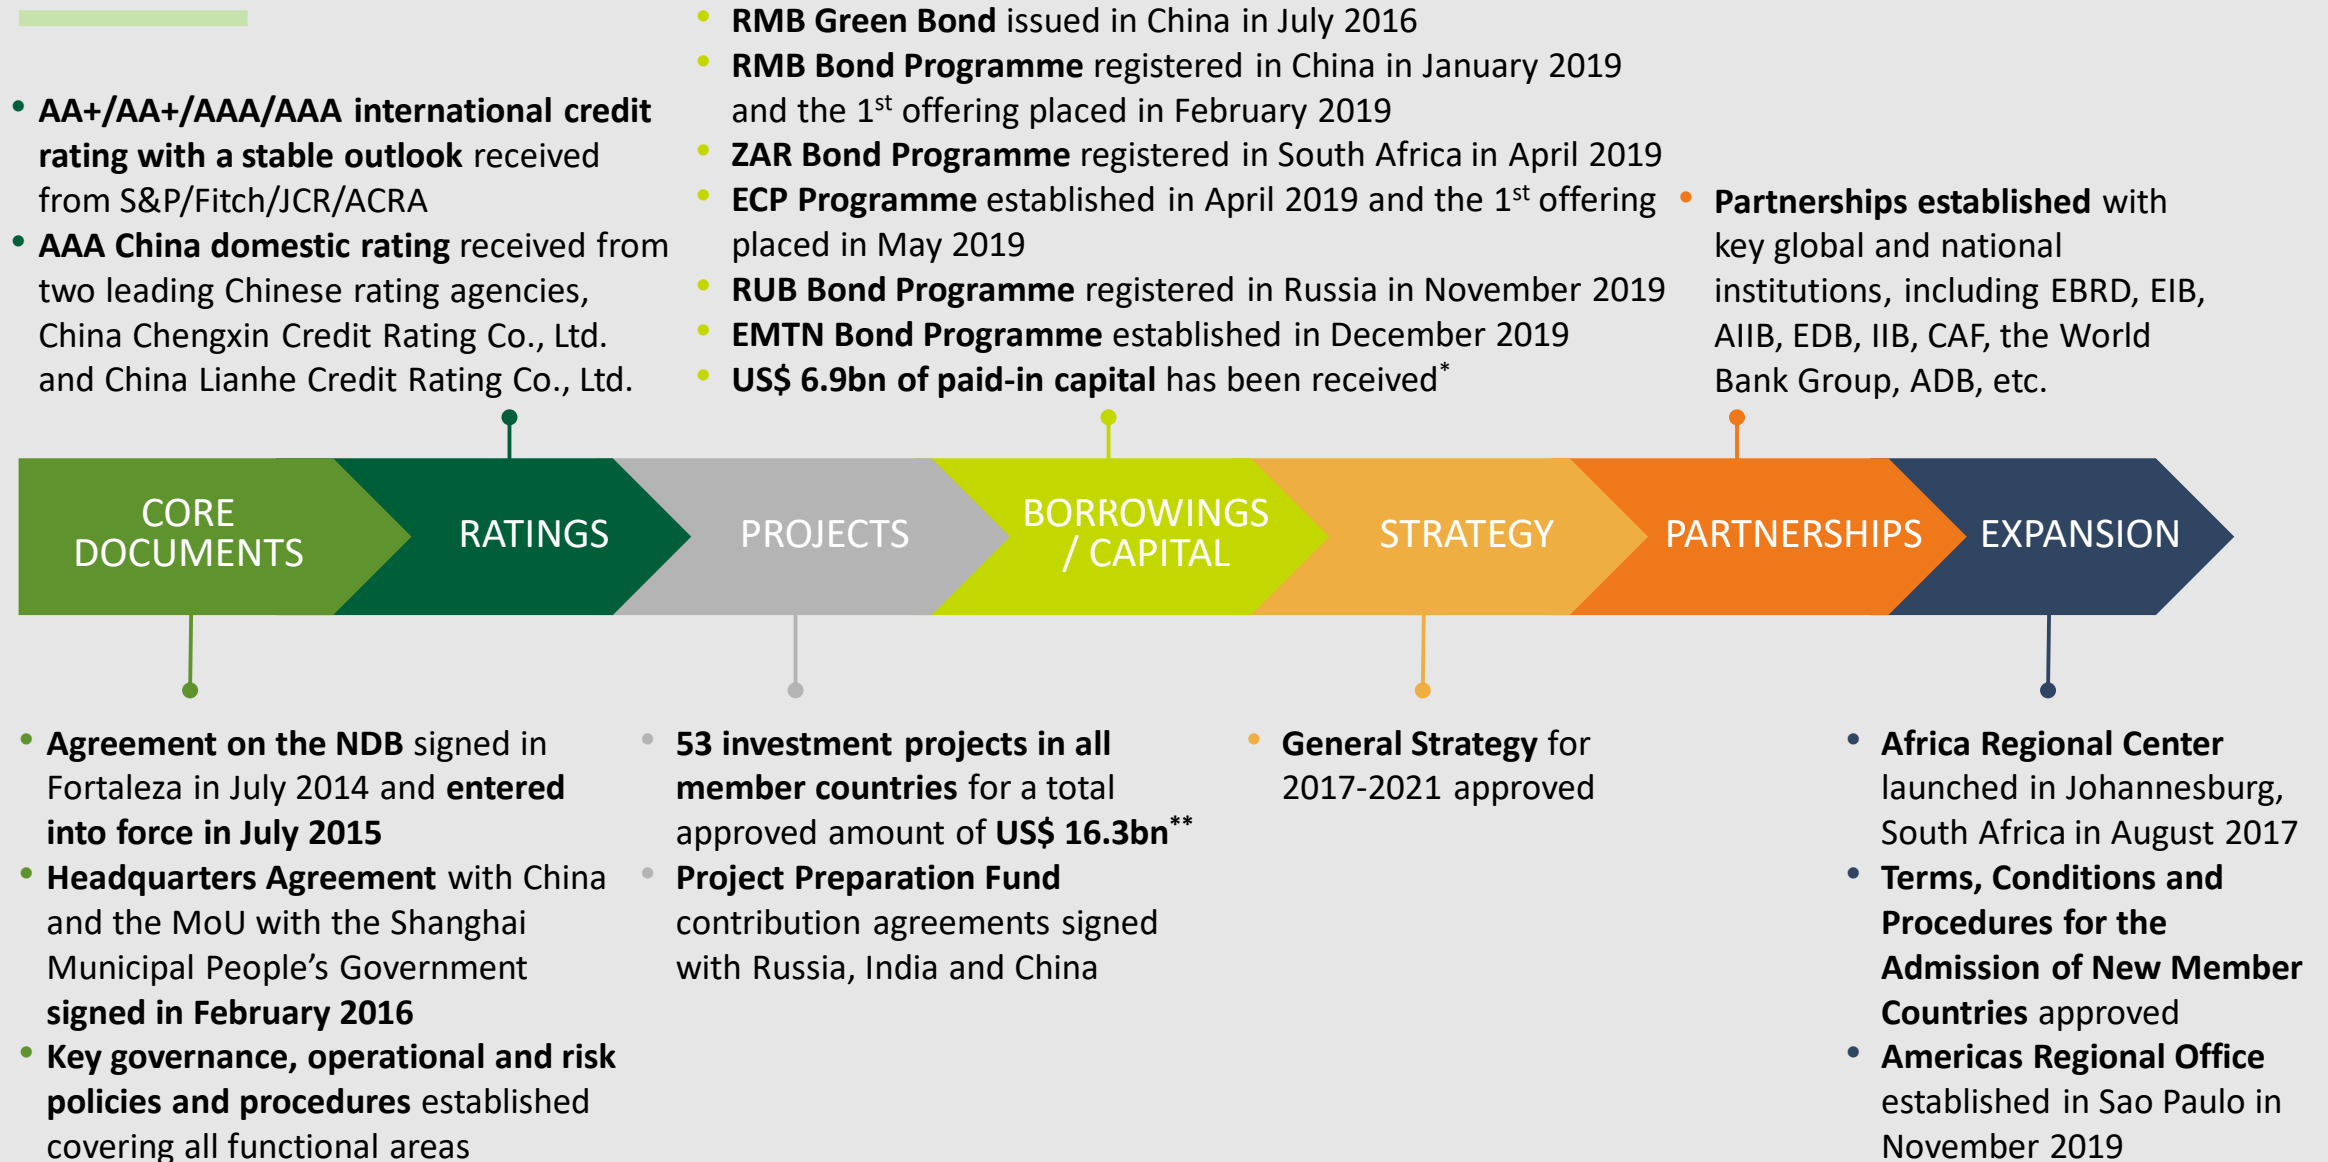 • AA+/AA+/AAA/AAA international credit
rating with a stable outlook received
from S&P/Fitch/JCR/ACRA
• AAA China domestic rating received from
two leading Chinese rating agencies,
China Chengxin Credit Rating Co., Ltd.
and China Lianhe Credit Rating Co., Ltd.
• RMB Green Bond issued in China in July 2016
• RMB Bond Programme registered in China in January 2019
and the 1st offering placed in February 2019
• ZAR Bond Programme registered in South Africa in April 2019
• ECP Programme established in April 2019 and the 1st offering
placed in May 2019
• RUB Bond Programme registered in Russia in November 2019
• EMTN Bond Programme established in December 2019
• US$ 6.9bn of paid-in capital has been received*
• Partnerships established with
key global and national
institutions, including EBRD, EIB,
AIIB, EDB, IIB, CAF, the World
Bank Group, ADB, etc.
CORE
DOCUMENTS
RATINGS
PROJECTS
BORROWINGS
/ CAPITAL
STRATEGY
PARTNERSHIPS
EXPANSION
• Agreement on the NDB signed in
Fortaleza in July 2014 and entered
into force in July 2015
• Headquarters Agreement with China
and the MoU with the Shanghai
Municipal People’s Government
signed in February 2016
• Key governance, operational and risk
policies and procedures established
covering all functional areas
• 53 investment projects in all
member countries for a total
approved amount of US$ 16.3bn**
• Project Preparation Fund
contribution agreements signed
with Russia, India and China
• General Strategy for
2017-2021 approved
• Africa Regional Center
launched in Johannesburg,
South Africa in August 2017
• Terms, Conditions and
Procedures for the
Admission of New Member
Countries approved
• Americas Regional Office
established in Sao Paulo in
November 2019